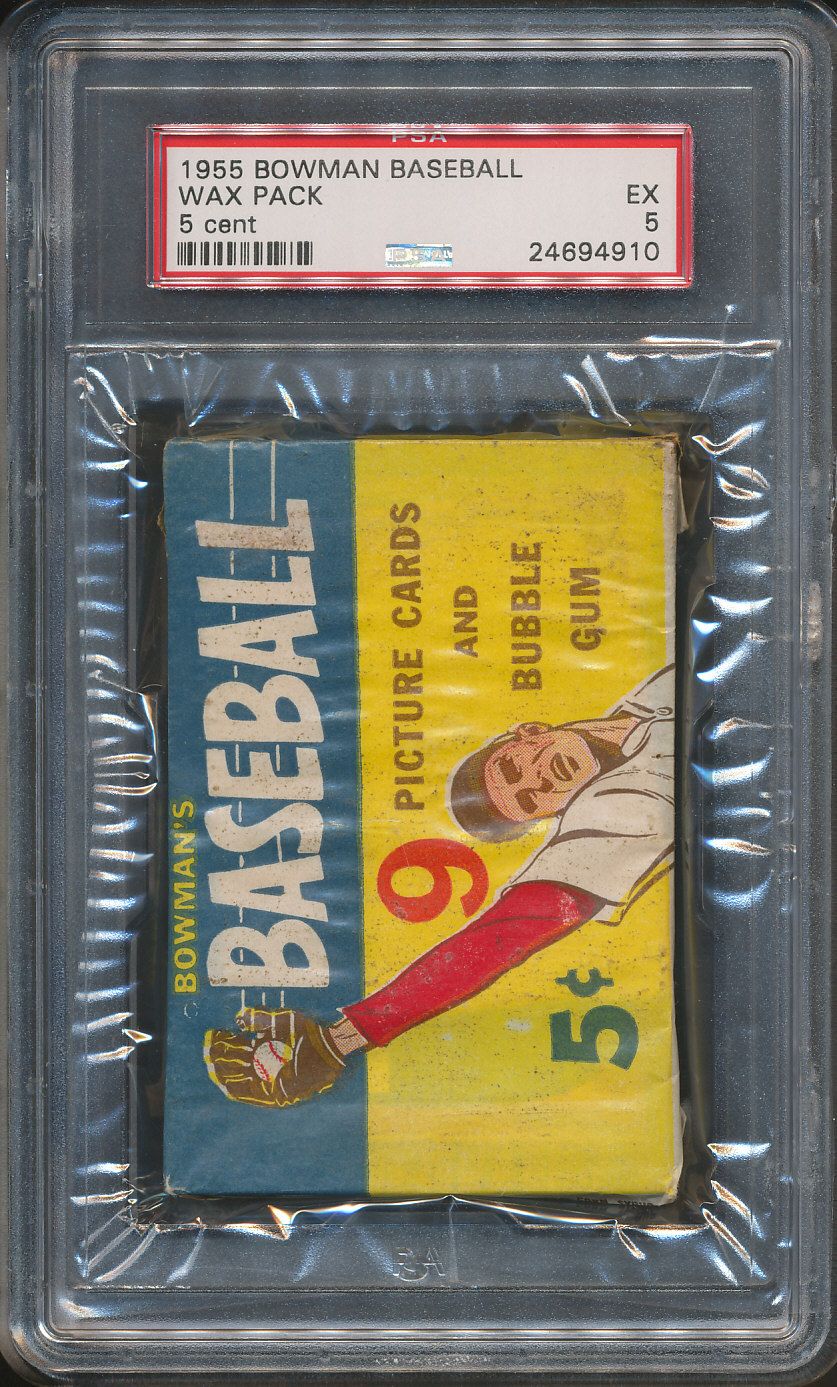 PSA
1955 BOWMAN BASEBALL
WAX PACK EX
5 cent 5
24694910
BOWMAN'S
BASEBALL
9 PICTURE CARDS
AND
BUBBLE
GUM
5¢
PSA